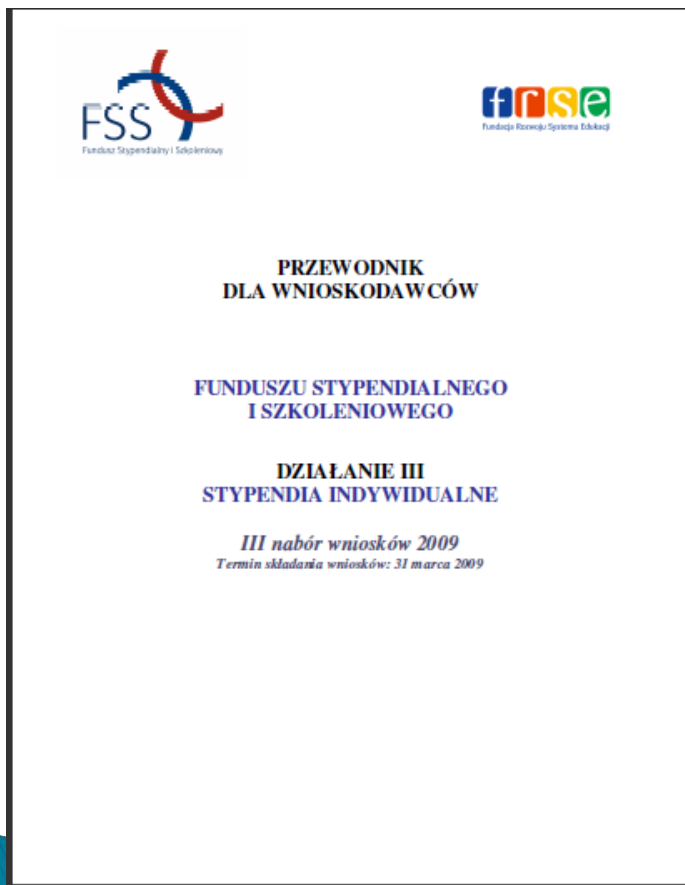 FSS
Fundusz Stypendialny i Szkoleniowy
frse
Fundacja Rozwoju Systemu Edukacji
PRZEWODNIK
DLA WNIOSKODAWCÓW
FUNDUSZU STYPENDIALNEGO
I SZKOLENIOWEGO
DZIAŁANIE III
STYPENDIA INDYWIDUALNE
III nabór wniosków 2009
Termin składania wniosków: 31 marca 2009